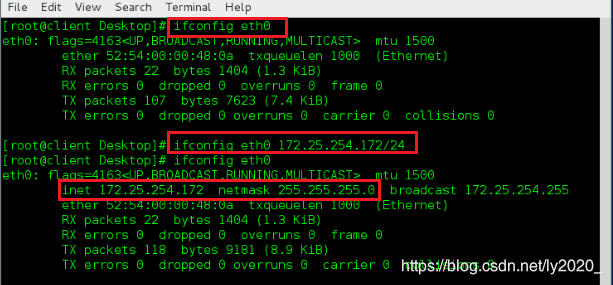 File Edit View Search Terminal Help
[root@client Desktop]# ifconfig eth0
eth0: flags=4163<UP,BROADCAST,RUNNING,MULTICAST> mtu 1500
ether 52:54:00:00:48:0a txqueuelen 1000 (Ethernet)
RX packets 22 bytes 1404 (1.3 KiB)
RX errors 0 dropped 0 overruns 0 frame 0
TX packets 107 bytes 7623 (7.4 KiB)
TX errors 0 dropped 0 overruns 0 carrier 0 collisions 0
[root@client Desktop]# ifconfig eth0 172.25.254.172/24
[root@client Desktop]# ifconfig eth0
eth0: flags=4163<UP,BROADCAST,RUNNING,MULTICAST> mtu 1500
inet 172.25.254.172 netmask 255.255.255.0 broadcast 172.25.254.255
ether 52:54:00:00:48:0a txqueuelen 1000 (Ethernet)
RX packets 22 bytes 1404 (1.3 KiB)
RX errors 0 dropped 0 overruns 0 frame 0
TX packets 118 bytes 9181 (8.9 KiB)
TX errors 0 dropped 0 overruns 0 carrier 0 collisions 0
https://blog.csdn.net/ly2020_